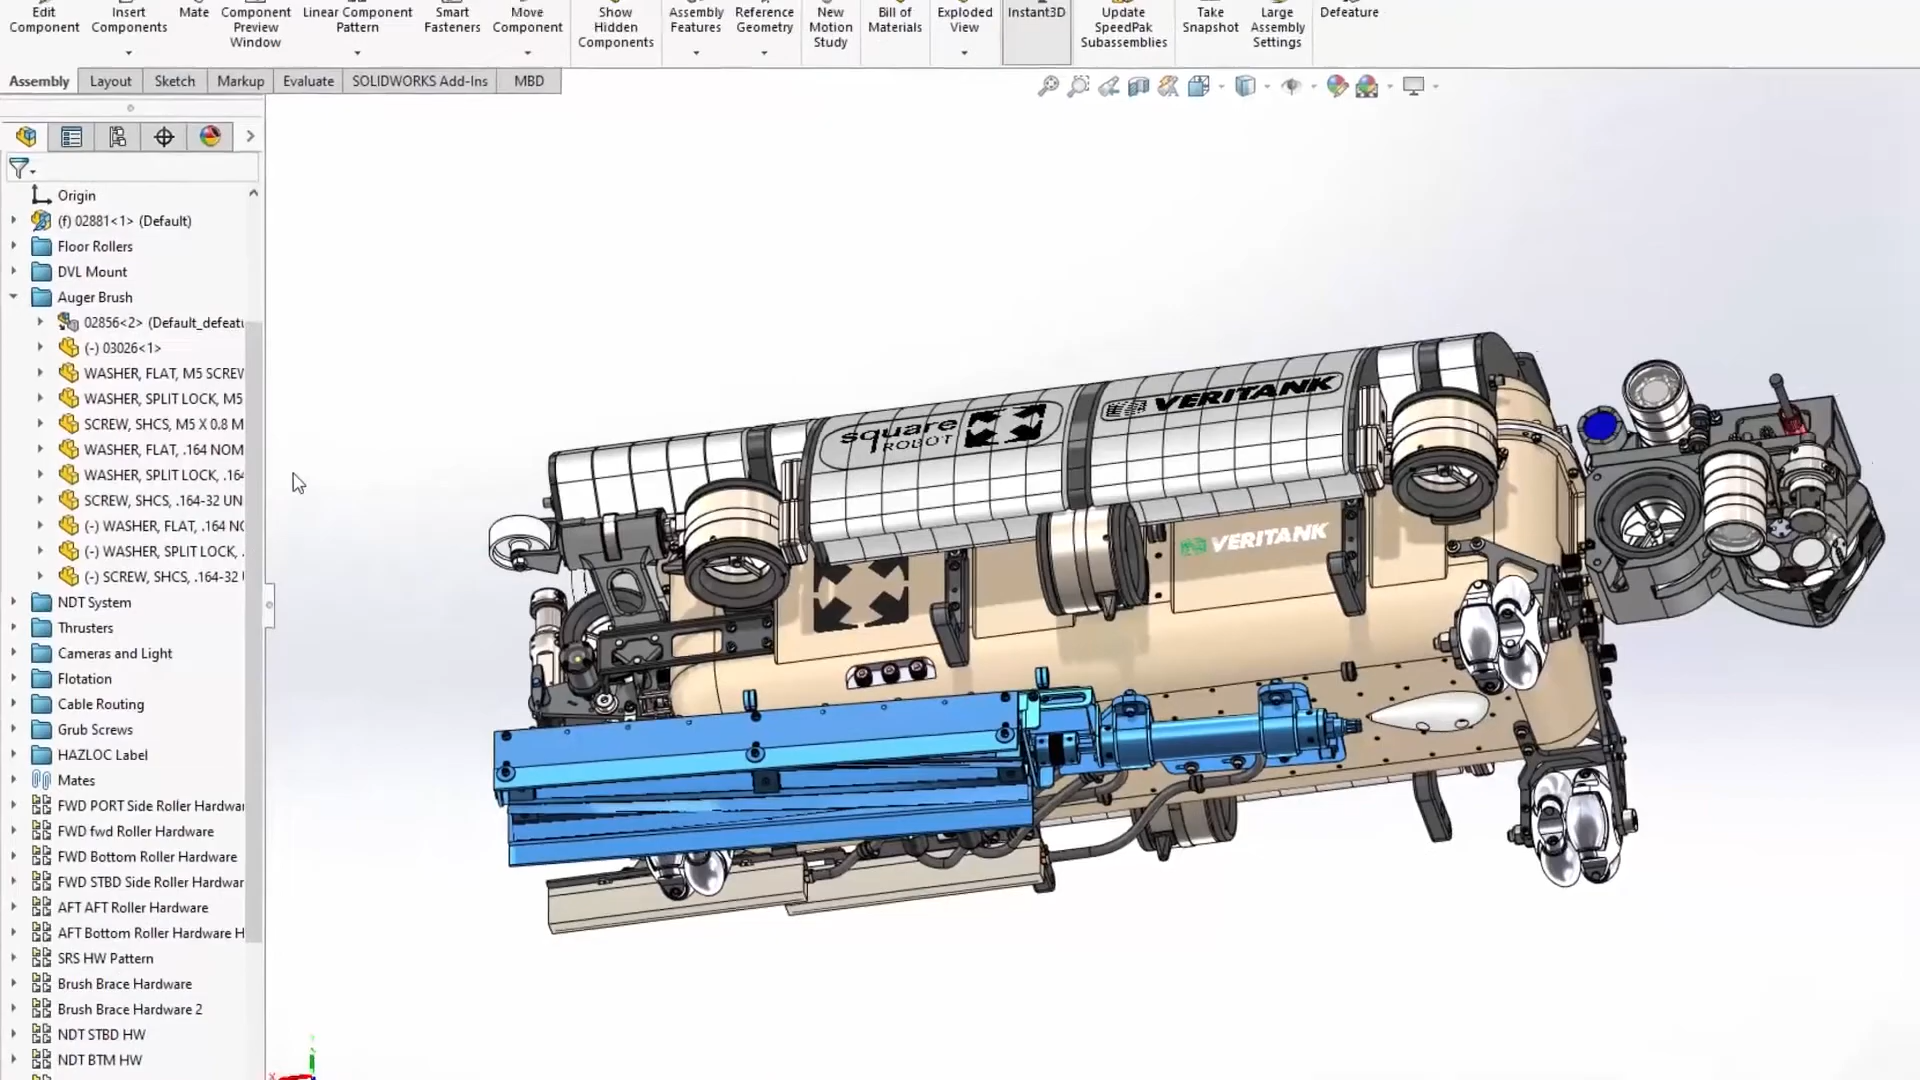 Edit
Component
Insert
Components
Mate
Component
Preview
Window
Linear Component
Pattern
Smart
Fasteners
Move
Component
Show
Hidden
Components
Assembly
Features
Reference
Geometry
New
Motion
Study
Bill of
Materials
Exploded
View
Instant3D
Update
SpeedPak
Subassemblies
Take
Snapshot
Large
Assembly
Settings
Defeature
Assembly
Layout
Sketch
Markup
Evaluate
SOLIDWORKS Add-Ins
MBD
Origin
(f) 02881<1> (Default)
Floor Rollers
DVL Mount
Auger Brush
02856<2> (Default_defeatu
(-) 03026<1>
WASHER, FLAT, M5 SCREW
WASHER, SPLIT LOCK, M5
SCREW, SHCS, M5 X 0.8 M
WASHER, FLAT, .164 NOM
WASHER, SPLIT LOCK, .164
SCREW, SHCS, .164-32 UN
(-) WASHER, FLAT, .164 NO
(-) WASHER, SPLIT LOCK, .
(-) SCREW, SHCS, .164-32 U
NDT System
Thrusters
Cameras and Light
Flotation
Cable Routing
Grub Screws
HAZLOC Label
Mates
FWD PORT Side Roller Hardwar
FWD fwd Roller Hardware
FWD Bottom Roller Hardware
FWD STBD Side Roller Hardwar
AFT AFT Roller Hardware
AFT Bottom Roller Hardware H
SRS HW Pattern
Brush Brace Hardware
Brush Brace Hardware 2
NDT STBD HW
NDT BTM HW
square
ROBOT
VERITANK
VERITANK
x